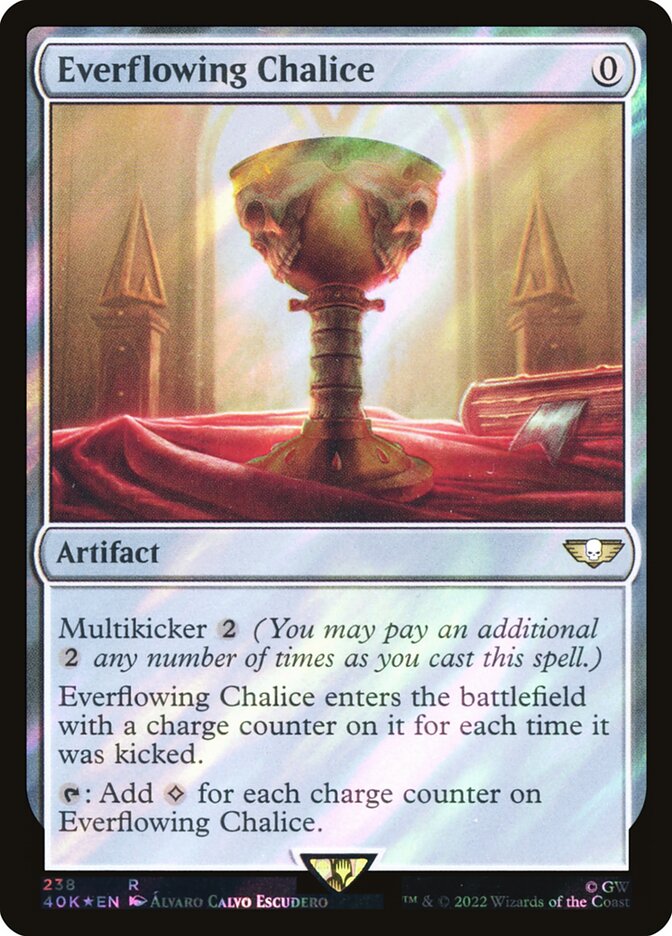 Everflowing Chalice 0
Artifact
Multikicker 2 (You may pay an additional
2 any number of times as you cast this spell.)
Everflowing Chalice enters the battlefield
with a charge counter on it for each time it
was kicked.
: Add for each charge counter on
Everflowing Chalice.
238 R © GW
40K★EN Álvaro Calvo Escudero ™ & © 2022 Wizards of the Coast